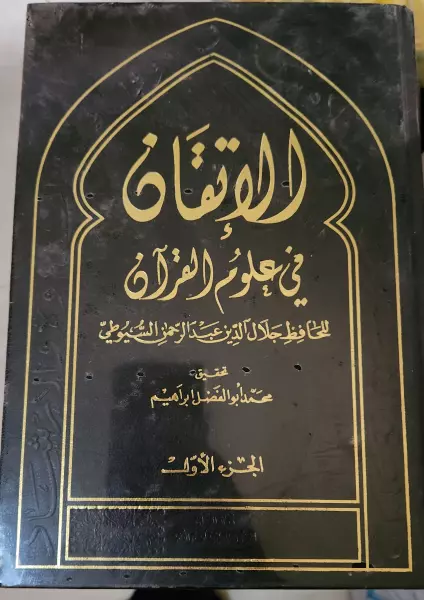 الإتقان
في علوم القرآن
للحافظ جلال الدين عبد الرحمن السيوطي
تحقيق
محمد أبو الفضل إبراهيم
الجزء الأول